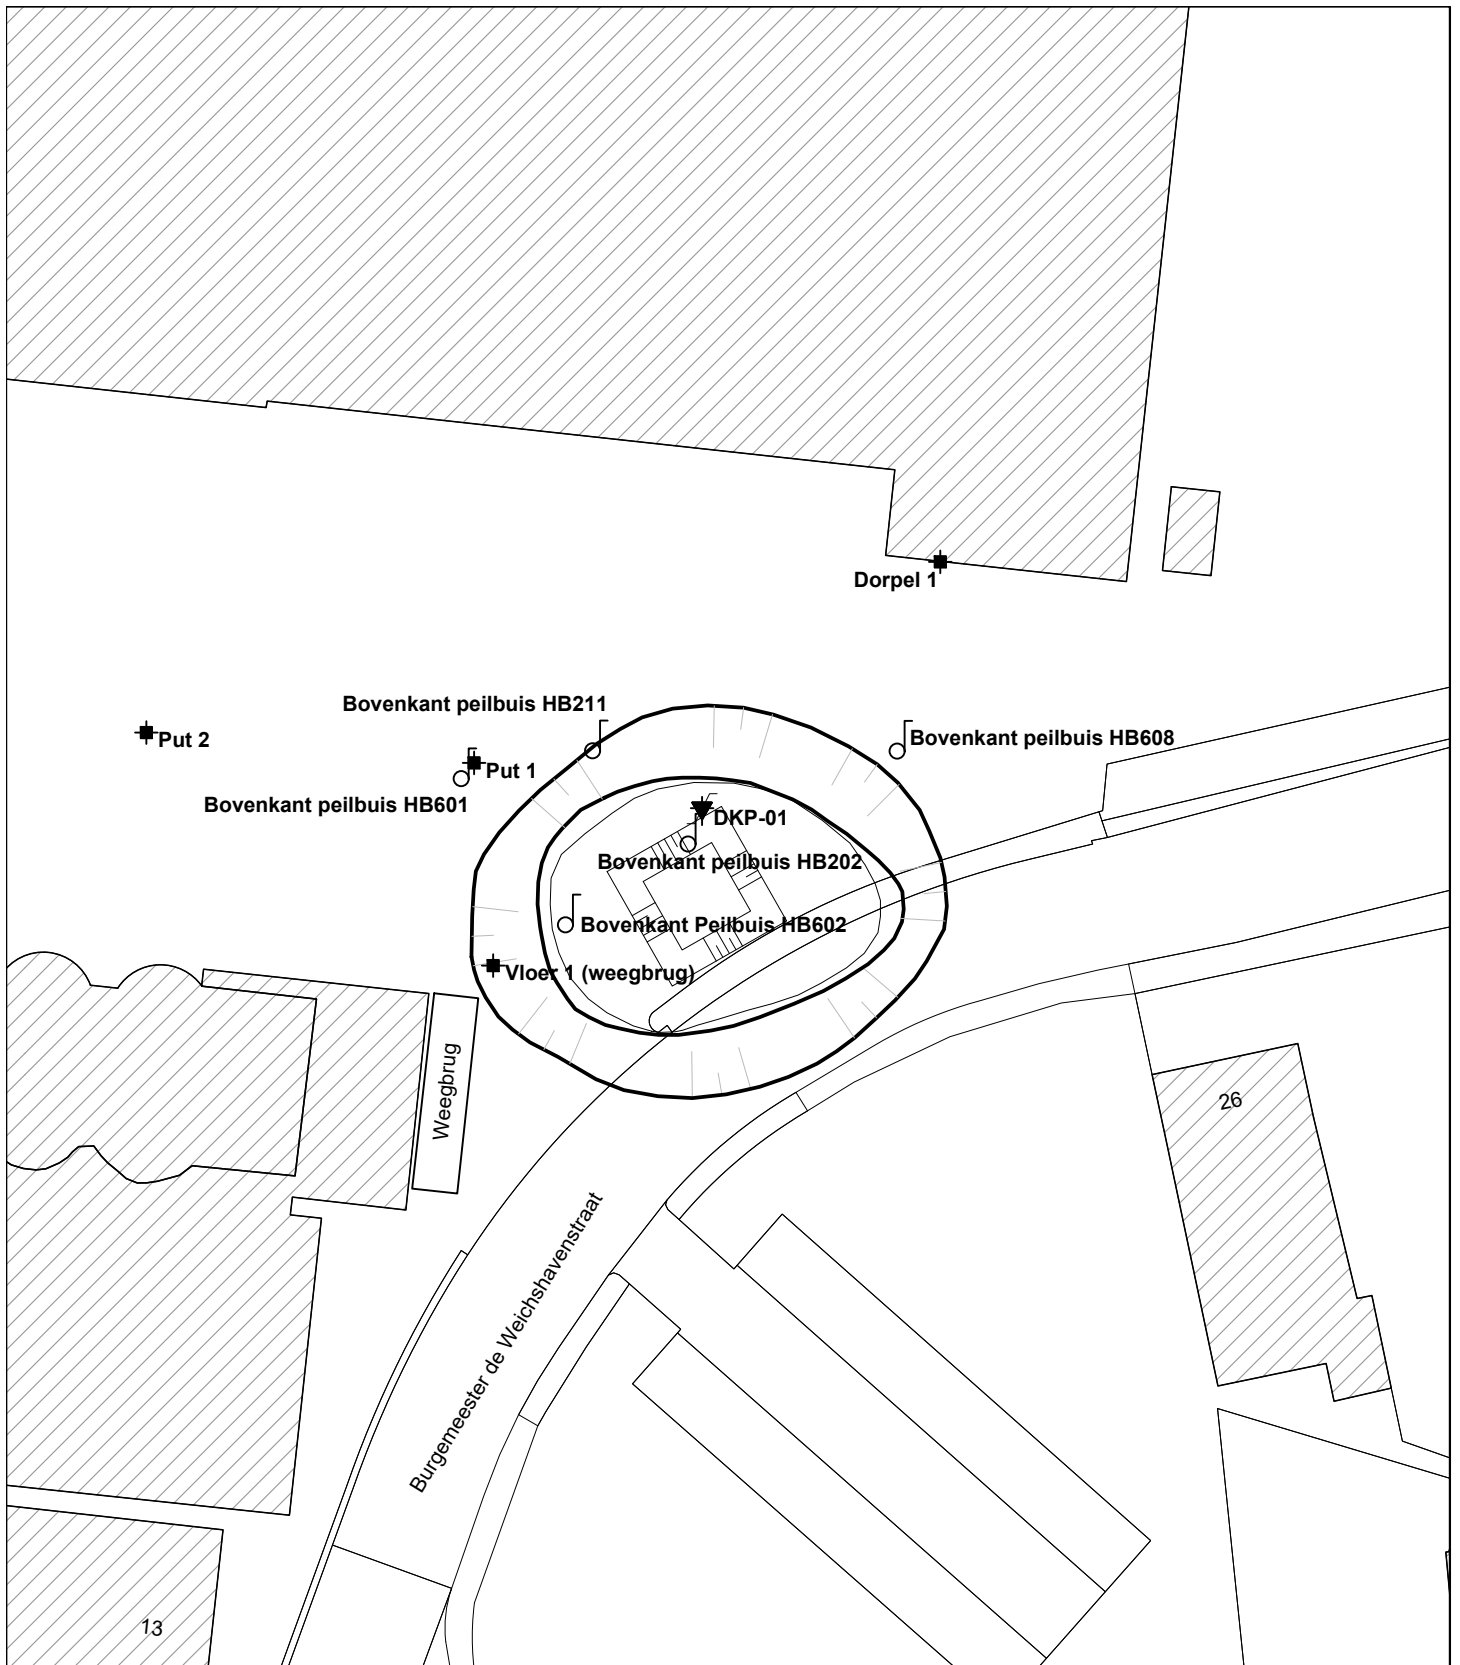 Dorpel 1
Bovenkant peilbuis HB211
Put 2
Bovenkant peilbuis HB608
Put 1
Bovenkant peilbuis HB601
DKP-01
Bovenkant peilbuis HB202
Bovenkant Peilbuis HB602
Vloer 1 (weegbrug)
Weegbrug
26
Burgemeester de Weichshavenstraat
13